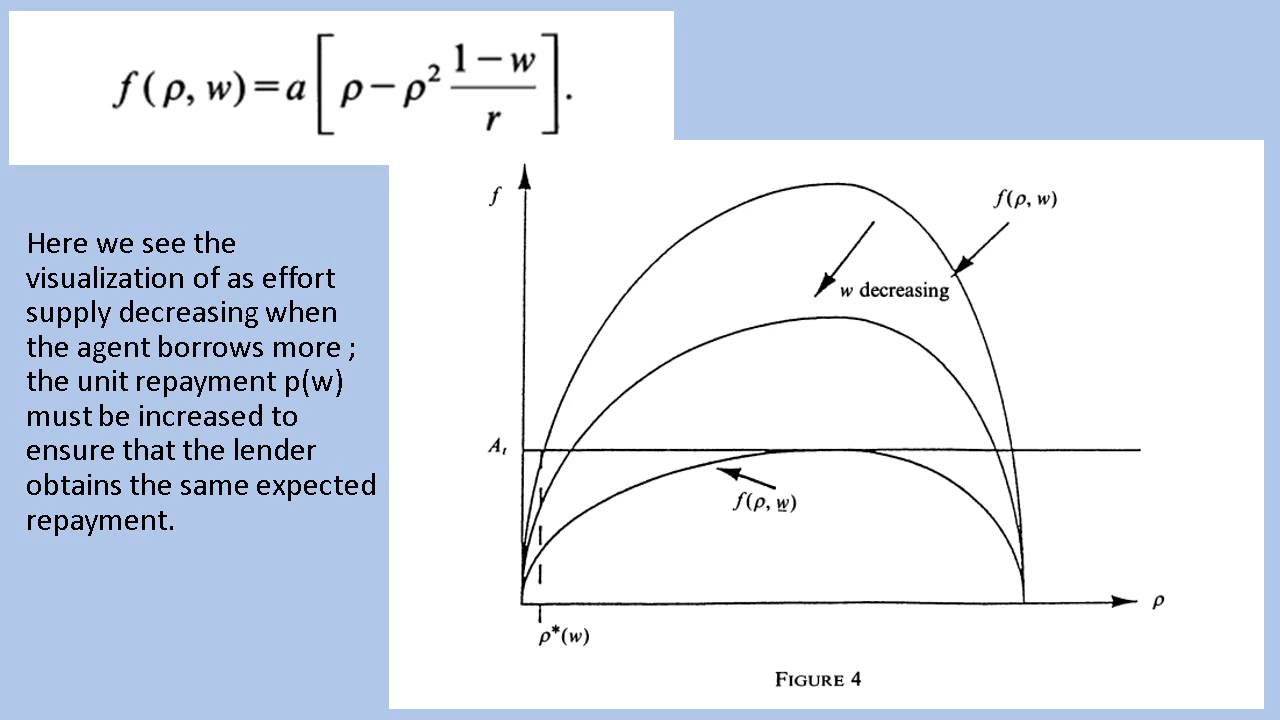 f(ρ, w)=a[ρ−ρ² (1−w)/r].
Here we see the
visualization of as effort
supply decreasing when
the agent borrows more ;
the unit repayment p(w)
must be increased to
ensure that the lender
obtains the same expected
repayment.
f
f(ρ, w)
w decreasing
Aₜ
f(ρ, w̲)
ρ
ρ*(w)
FIGURE 4